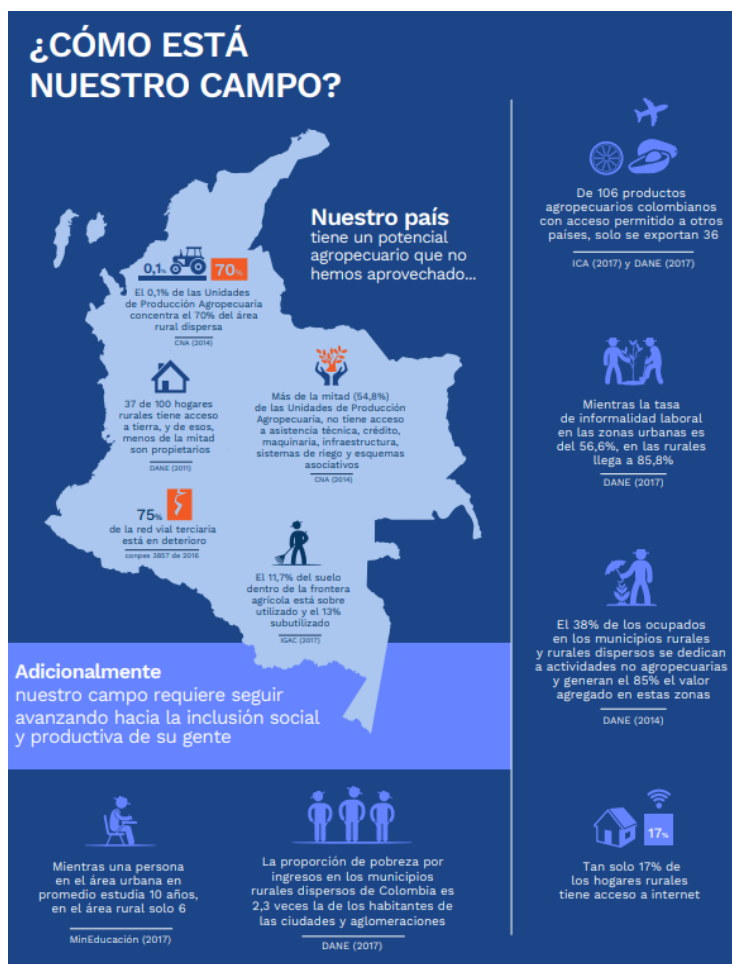 ¿CÓMO ESTÁ
NUESTRO CAMPO?
Nuestro país
tiene un potencial
agropecuario que no
hemos aprovechado...
0,1%
70%
El 0,1% de las Unidades
de Producción Agropecuaria
concentra el 70% del área
rural dispersa
CNA (2014)
37 de 100 hogares
rurales tiene acceso
a tierra, y de esos,
menos de la mitad
son propietarios
DANE (2011)
Más de la mitad (54,8%)
de las Unidades de Producción
Agropecuaria, no tiene acceso
a asistencia técnica, crédito,
maquinaria, infraestructura,
sistemas de riego y esquemas
asociativos
CNA (2014)
75%
de la red vial terciaria
está en deterioro
conpes 3857 de 2016
El 11,7% del suelo
dentro de la frontera
agrícola está sobre
utilizado y el 13%
subutilizado
IGAC (2017)
Adicionalmente
nuestro campo requiere seguir
avanzando hacia la inclusión social
y productiva de su gente
Mientras una persona
en el área urbana en
promedio estudia 10 años,
en el área rural solo 6
MinEducación (2017)
La proporción de pobreza por
ingresos en los municipios
rurales dispersos de Colombia es
2,3 veces la de los habitantes de
las ciudades y aglomeraciones
DANE (2017)
De 106 productos
agropecuarios colombianos
con acceso permitido a otros
países, solo se exportan 36
ICA (2017) y DANE (2017)
Mientras la tasa
de informalidad laboral
en las zonas urbanas es
del 56,6%, en las rurales
llega a 85,8%
DANE (2017)
El 38% de los ocupados
en los municipios rurales
y rurales dispersos se dedican
a actividades no agropecuarias
y generan el 85% el valor
agregado en estas zonas
DANE (2014)
17%
Tan solo 17% de
los hogares rurales
tiene acceso a internet